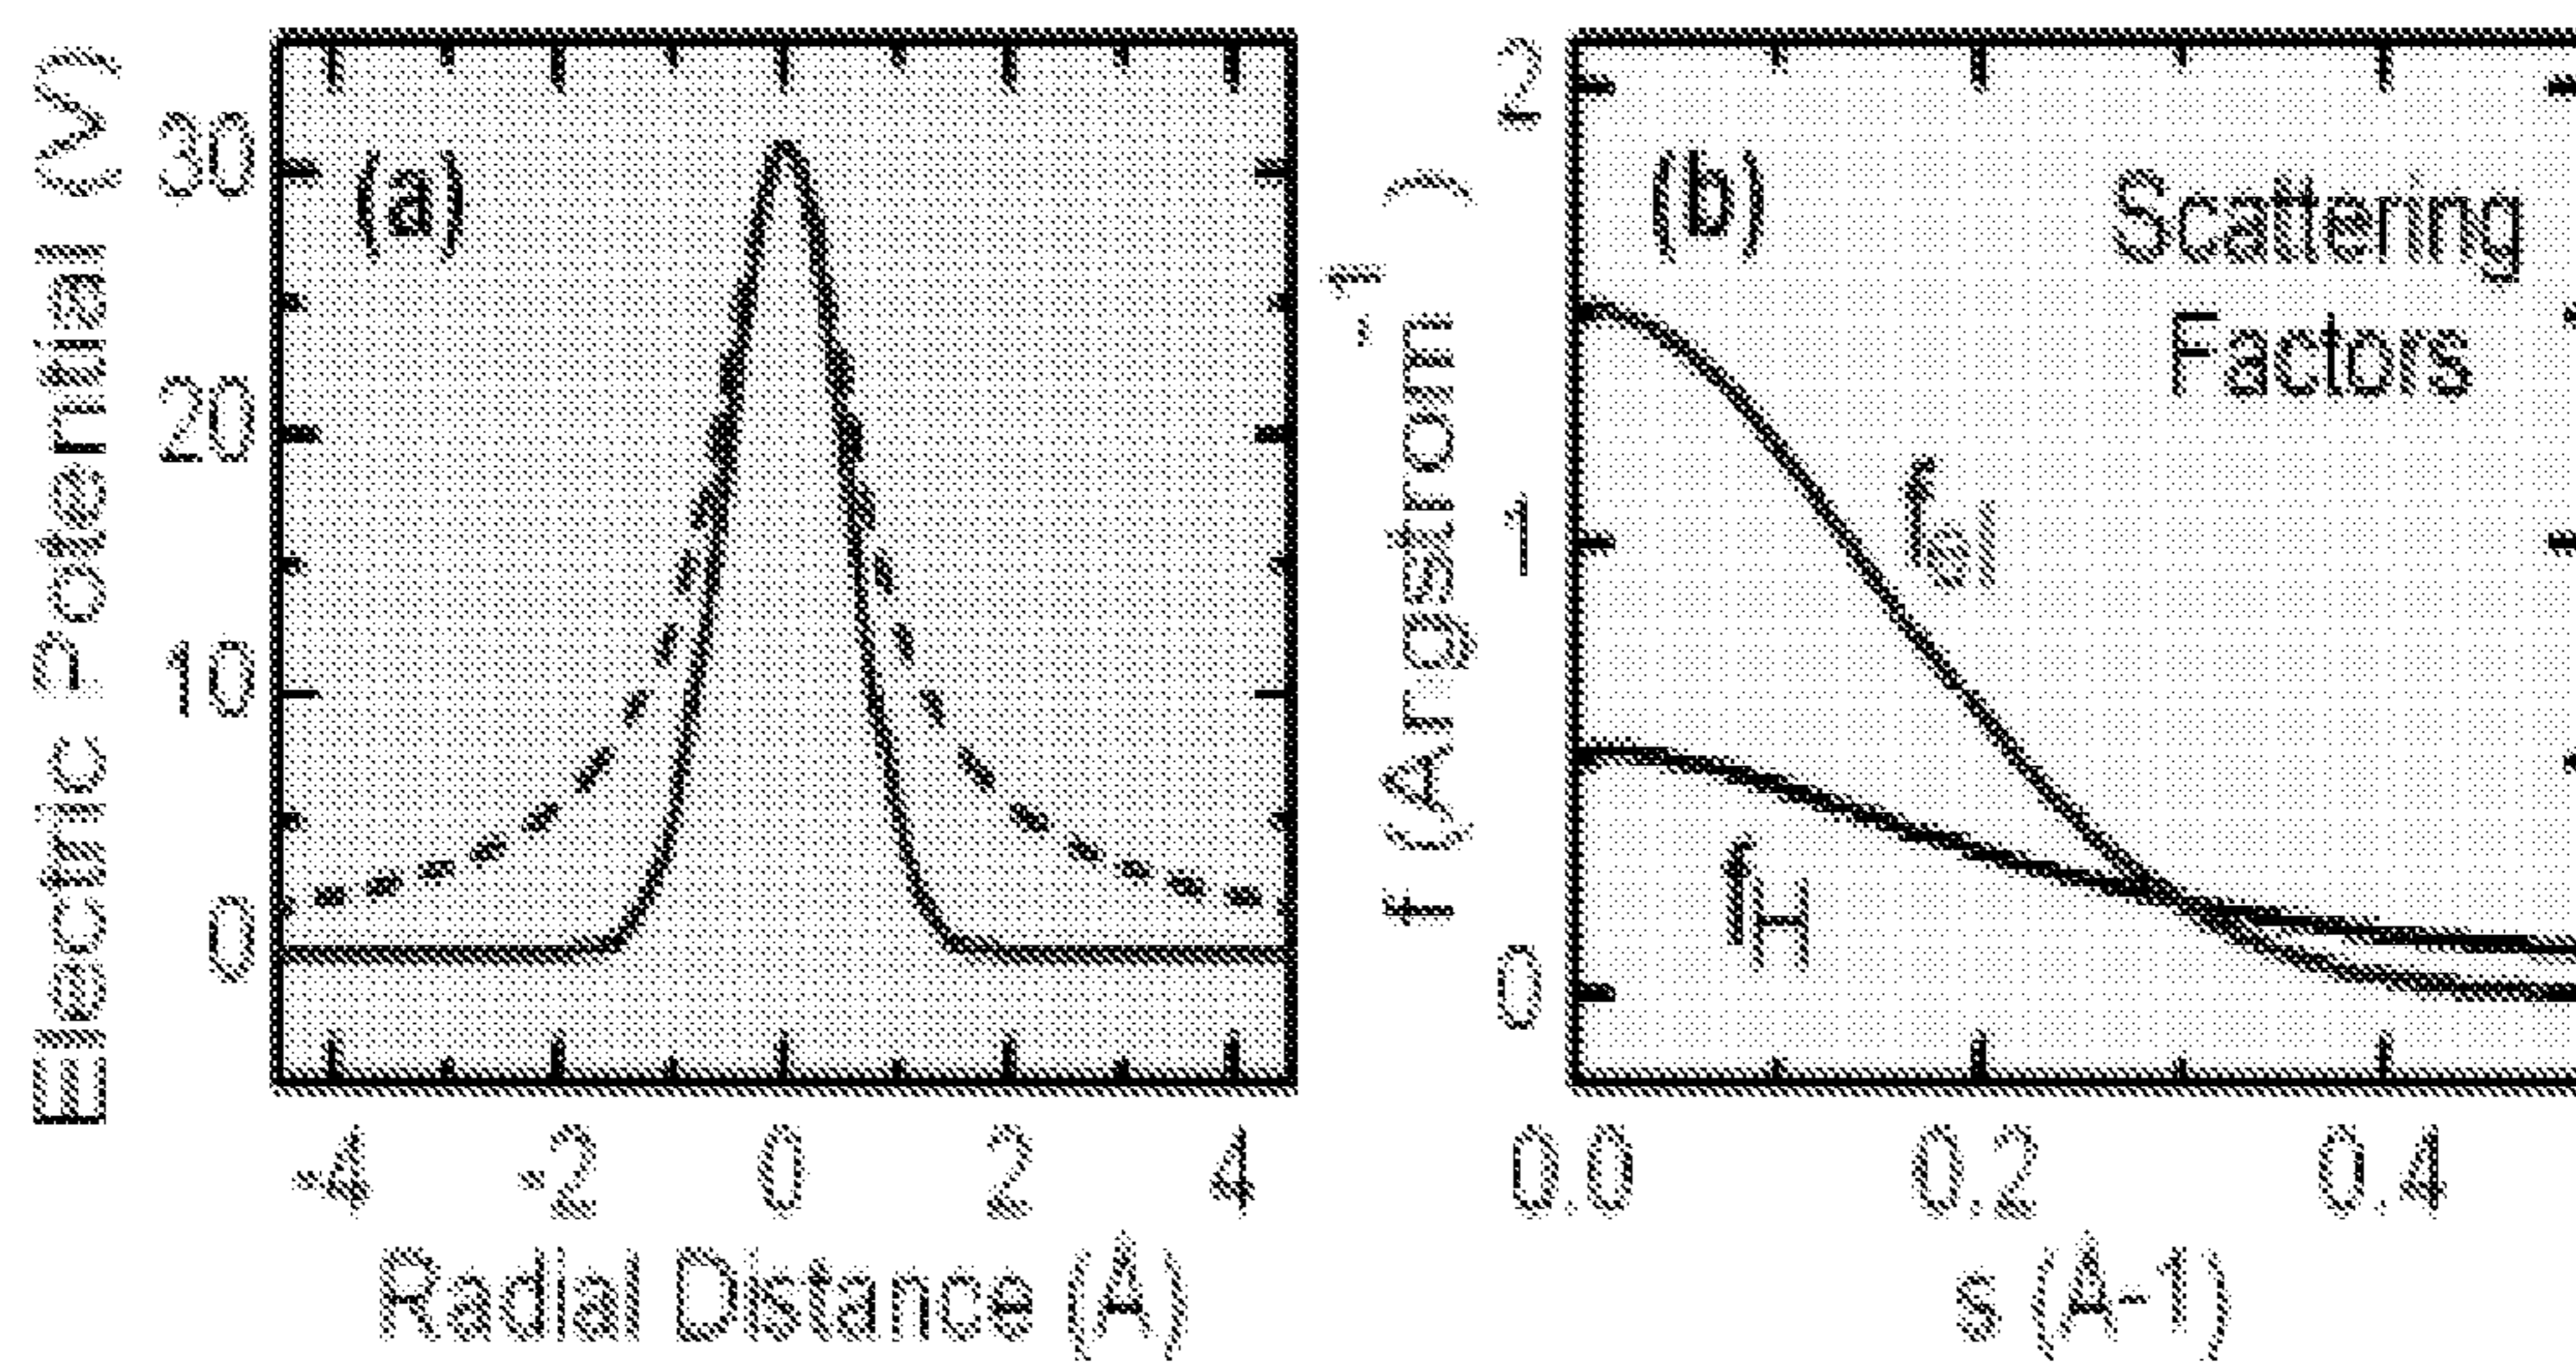 Electric Potential (V)
30
20
10
0
(a)
-4 -2 0 2 4
Radial Distance (Å)
f (Angstrom⁻¹)
2
1
0
(b)
Scattering
Factors
f_el
f_H
0.0 0.2 0.4
s (Å-1)